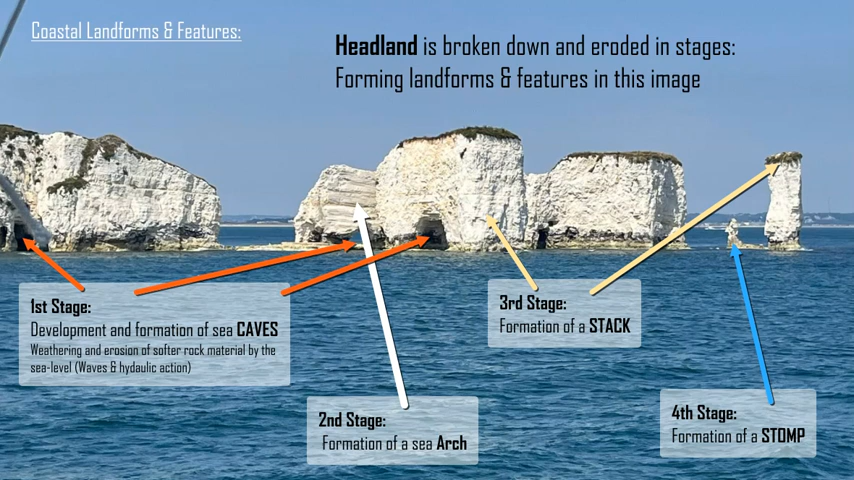 Coastal Landforms & Features:
Headland is broken down and eroded in stages:
Forming landforms & features in this image
1st Stage:
Development and formation of sea CAVES
Weathering and erosion of softer rock material by the
sea-level (Waves & hydaulic action)
2nd Stage:
Formation of a sea Arch
3rd Stage:
Formation of a STACK
4th Stage:
Formation of a STOMP